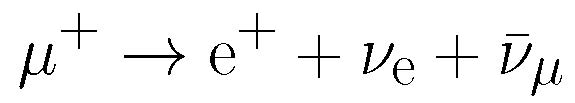 μ⁺ → e⁺ + νₑ + ν̄_μ